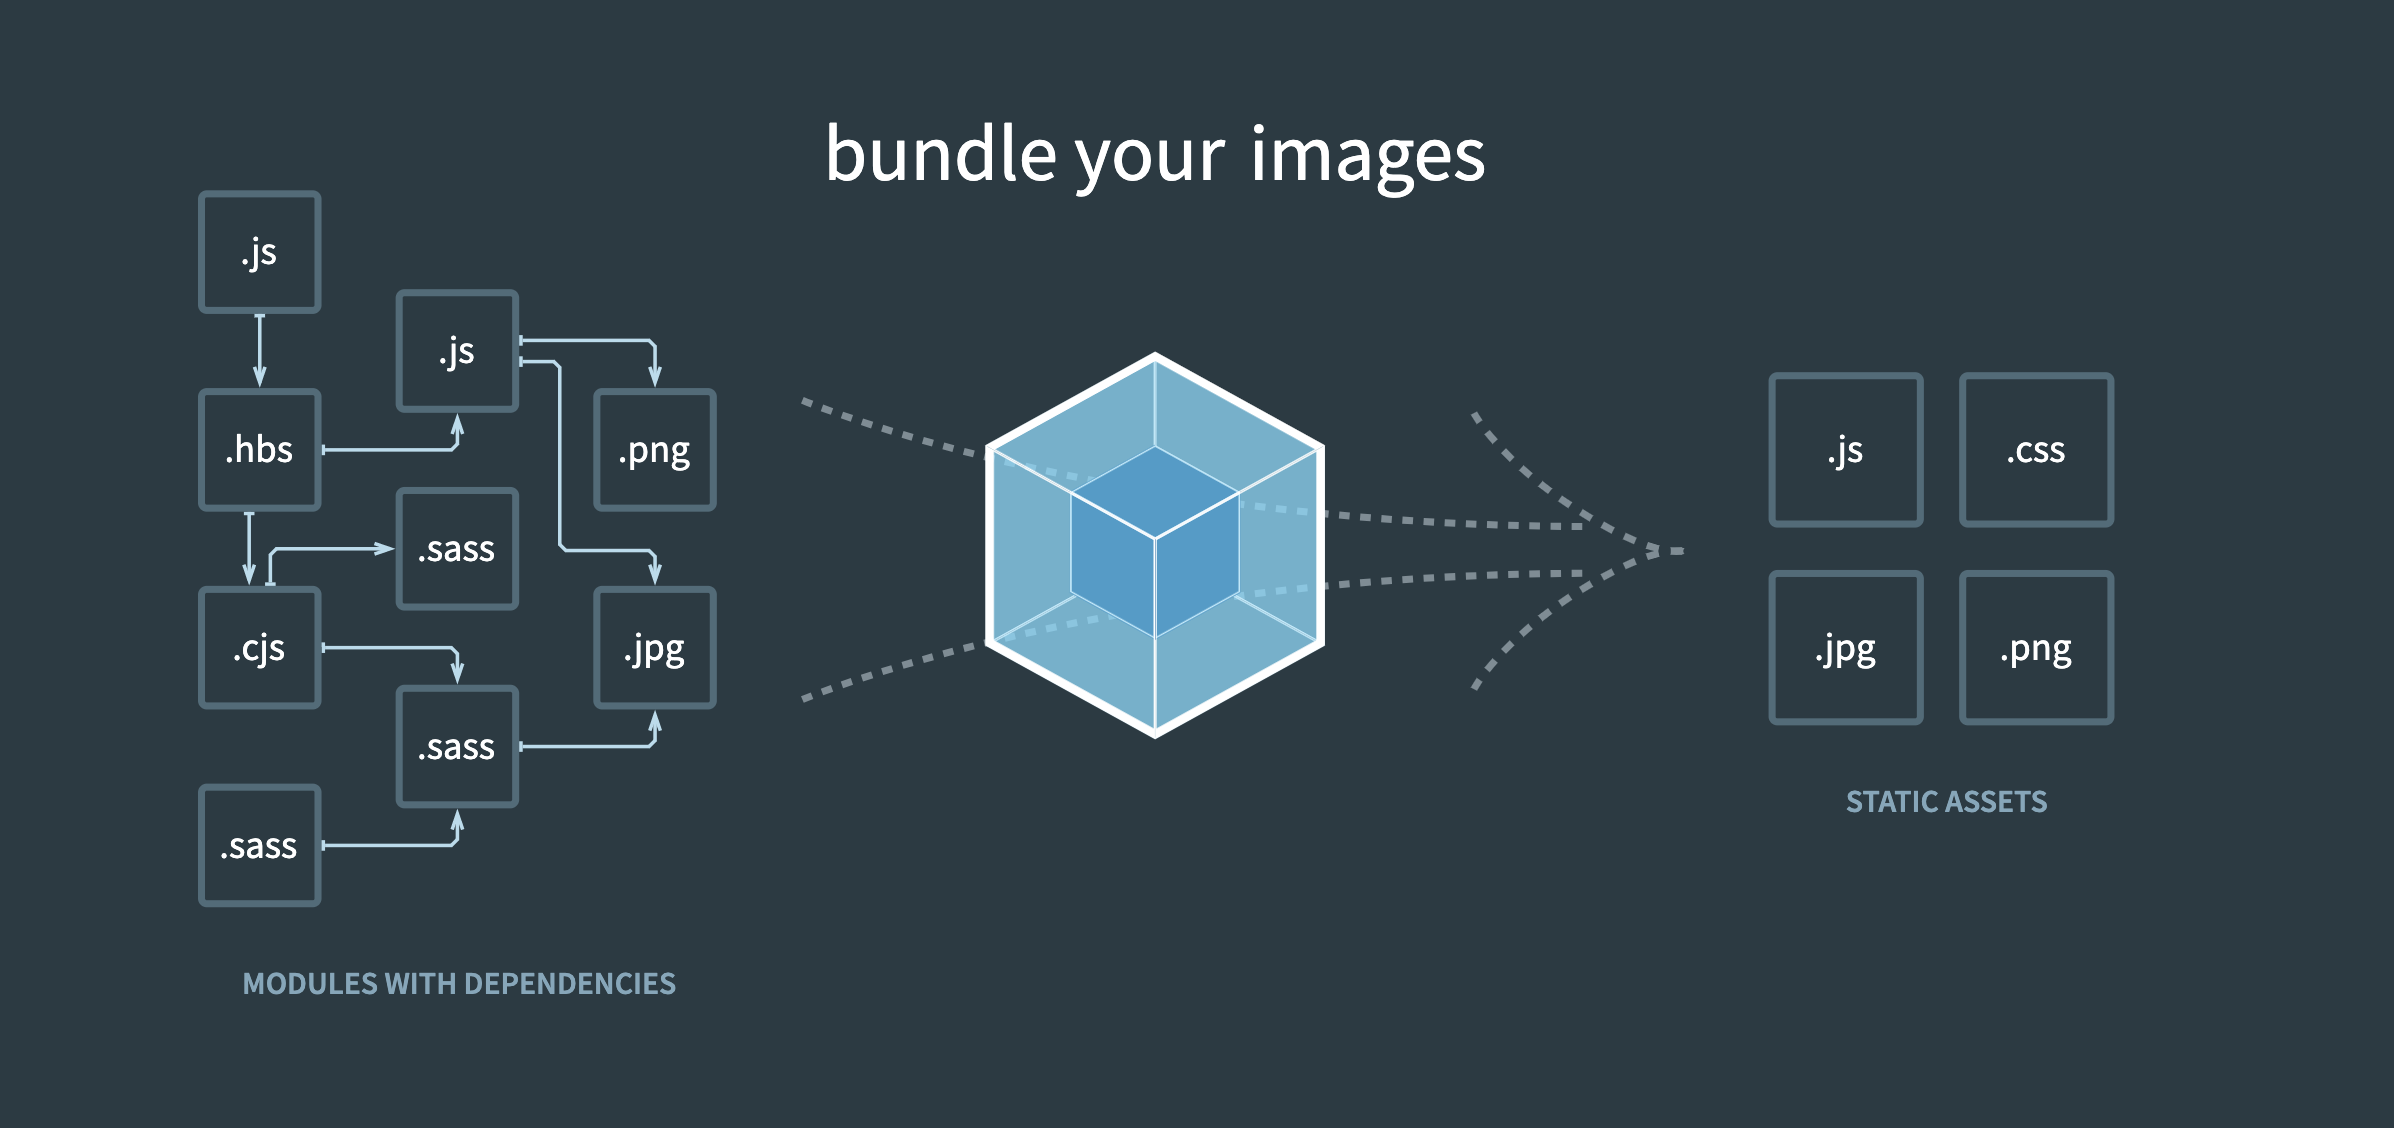 bundle your images
.js
.js
.hbs
.png
.sass
.cjs
.jpg
.sass
.sass
MODULES WITH DEPENDENCIES
.js
.css
.jpg
.png
STATIC ASSETS